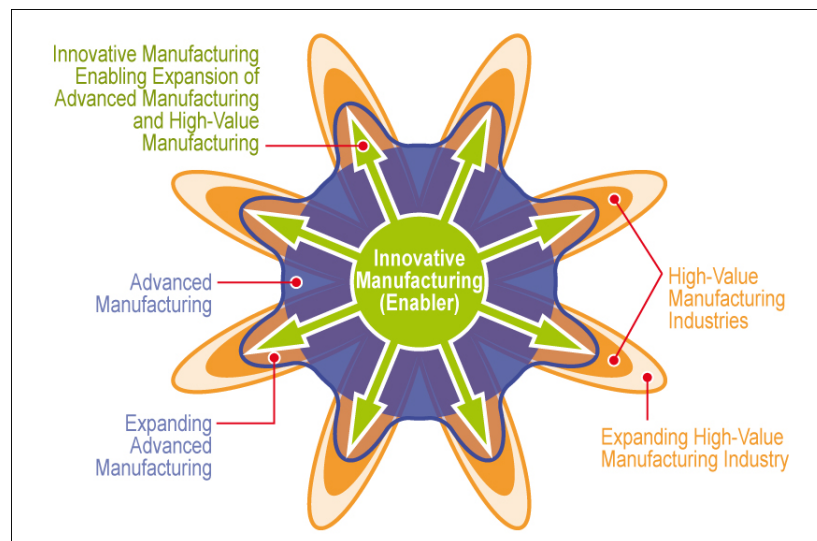 Innovative Manufacturing
Enabling Expansion of
Advanced Manufacturing
and High-Value
Manufacturing
Innovative
Manufacturing
(Enabler)
Advanced
Manufacturing
High-Value
Manufacturing
Industries
Expanding
Advanced
Manufacturing
Expanding High-Value
Manufacturing Industry